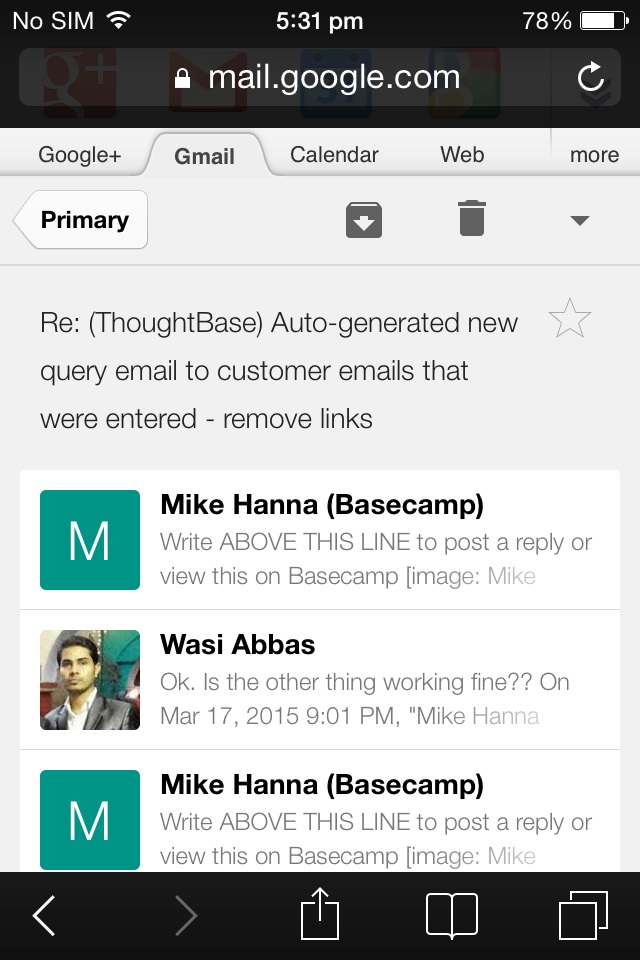 No SIM 5:31 pm 78%
mail.google.com
Google+ Gmail Calendar Web more
Primary
Re: (ThoughtBase) Auto-generated new
query email to customer emails that
were entered - remove links
M
Mike Hanna (Basecamp)
Write ABOVE THIS LINE to post a reply or
view this on Basecamp [image: Mike
Wasi Abbas
Ok. Is the other thing working fine?? On
Mar 17, 2015 9:01 PM, "Mike Hanna
M
Mike Hanna (Basecamp)
Write ABOVE THIS LINE to post a reply or
view this on Basecamp [image: Mike